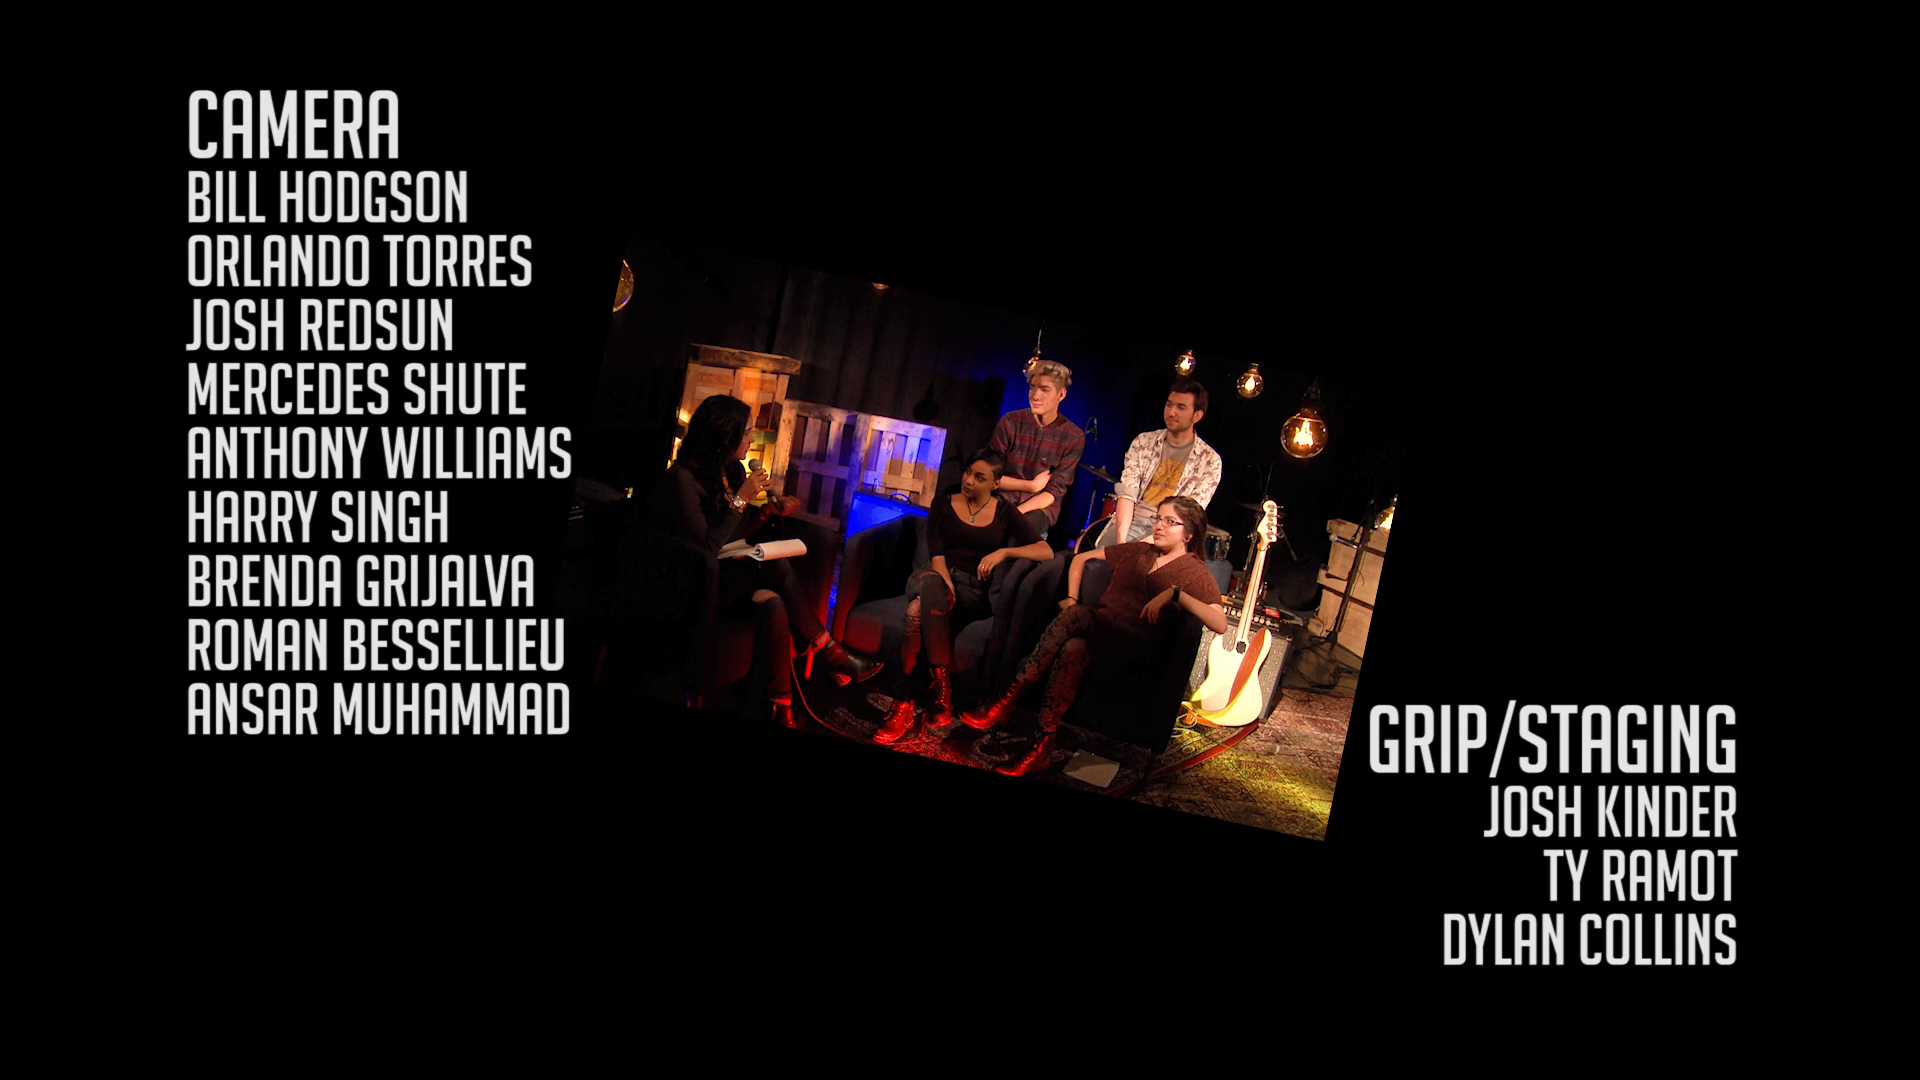 CAMERA
BILL HODGSON
ORLANDO TORRES
JOSH REDSUN
MERCEDES SHUTE
ANTHONY WILLIAMS
HARRY SINGH
BRENDA GRIJALVA
ROMAN BESSELLIEU
ANSAR MUHAMMAD
GRIP/STAGING
JOSH KINDER
TY RAMOT
DYLAN COLLINS